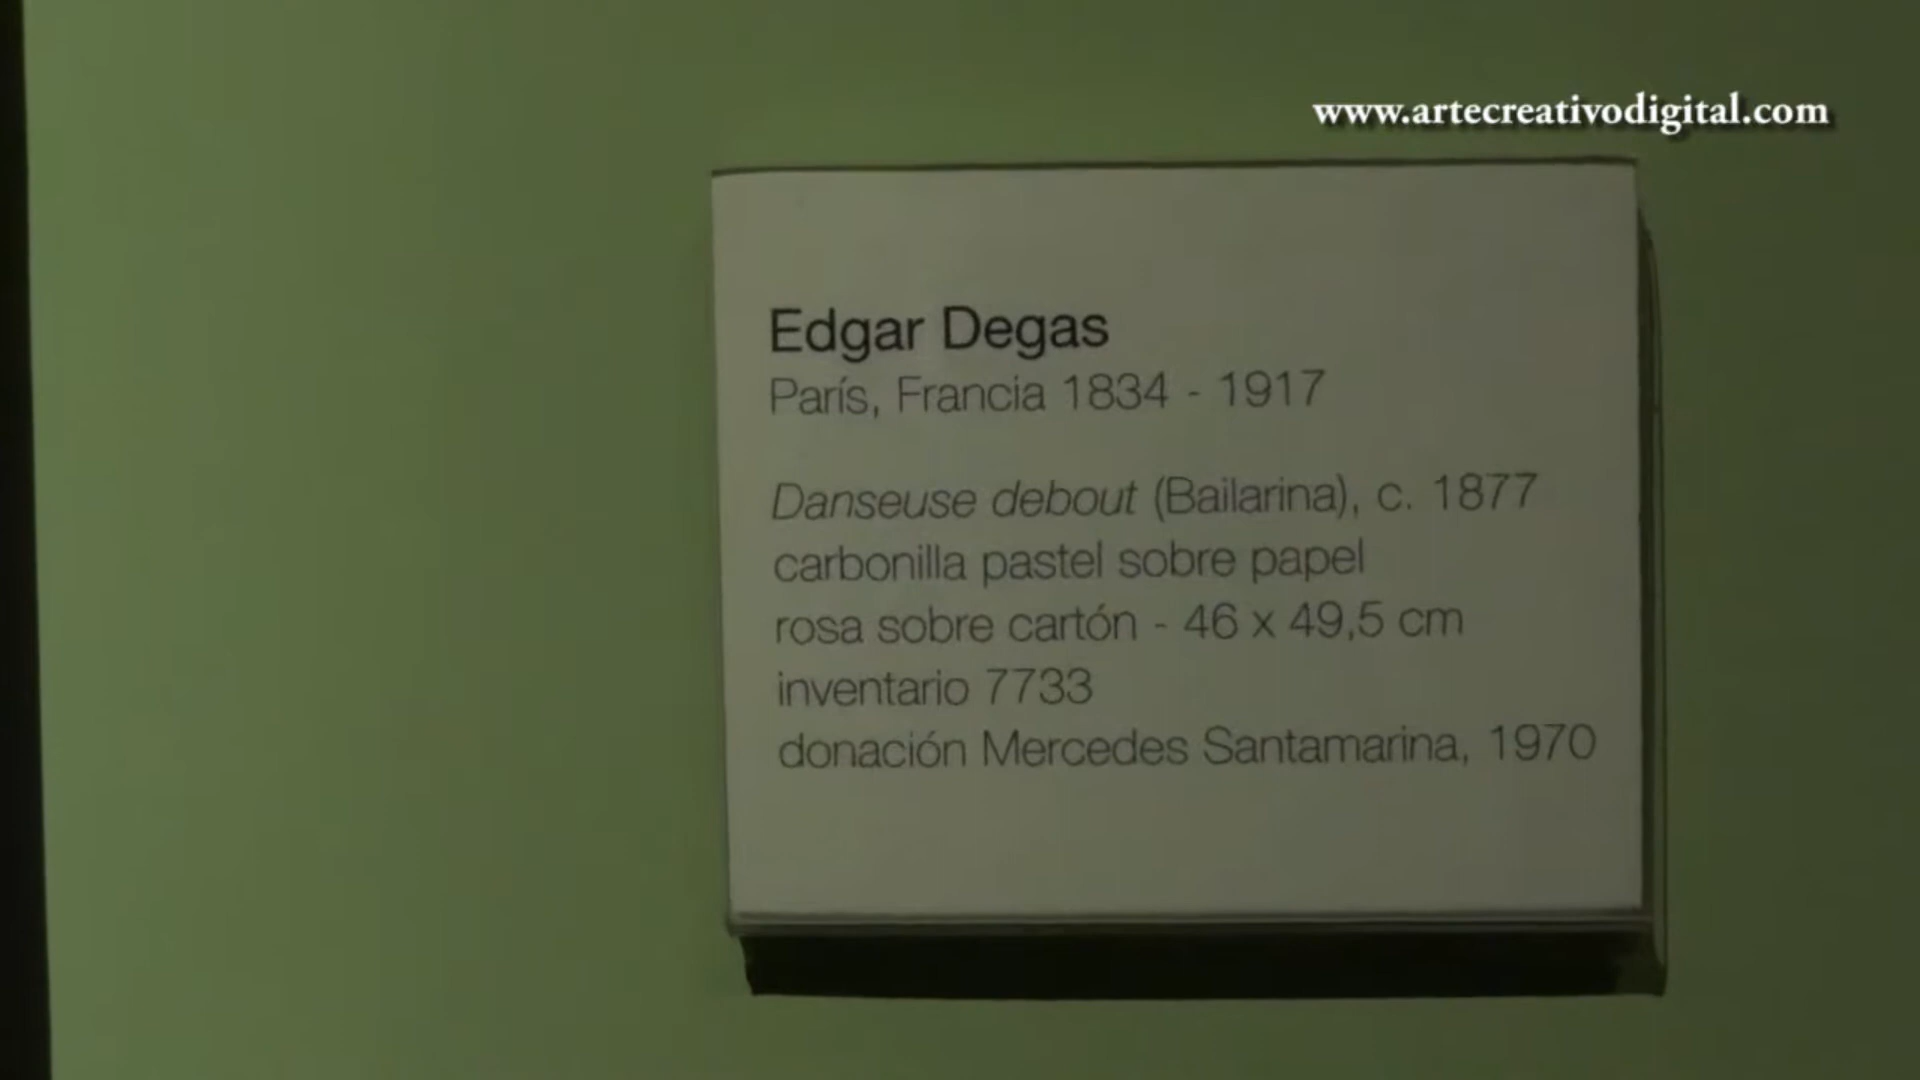 www.artecreativodigital.com
Edgar Degas
París, Francia 1834 - 1917
Danseuse debout (Bailarina), c. 1877
carbonilla pastel sobre papel
rosa sobre cartón - 46 x 49,5 cm
inventario 7733
donación Mercedes Santamarina, 1970